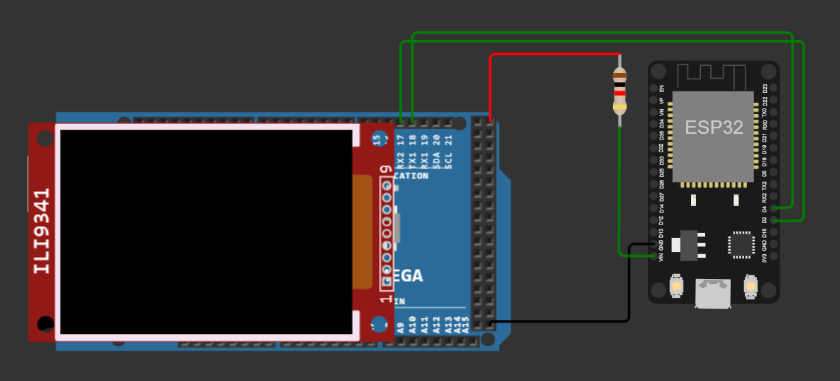 ILI9341
15
RX2 17
TX1 18
RX1 19
SDA 20
SCL 21
CATION
9
EGA
1
IN
A9
A10
A11
A12
A13
A14
A15
ESP32
EN
VP
VN
D34
D35
D32
D33
D25
D26
D27
D14
D12
D13
GND
VIN
D23
D22
TX0
RX0
D21
D19
D18
D5
TX2
RX2
D4
D2
D15
GND
3V3